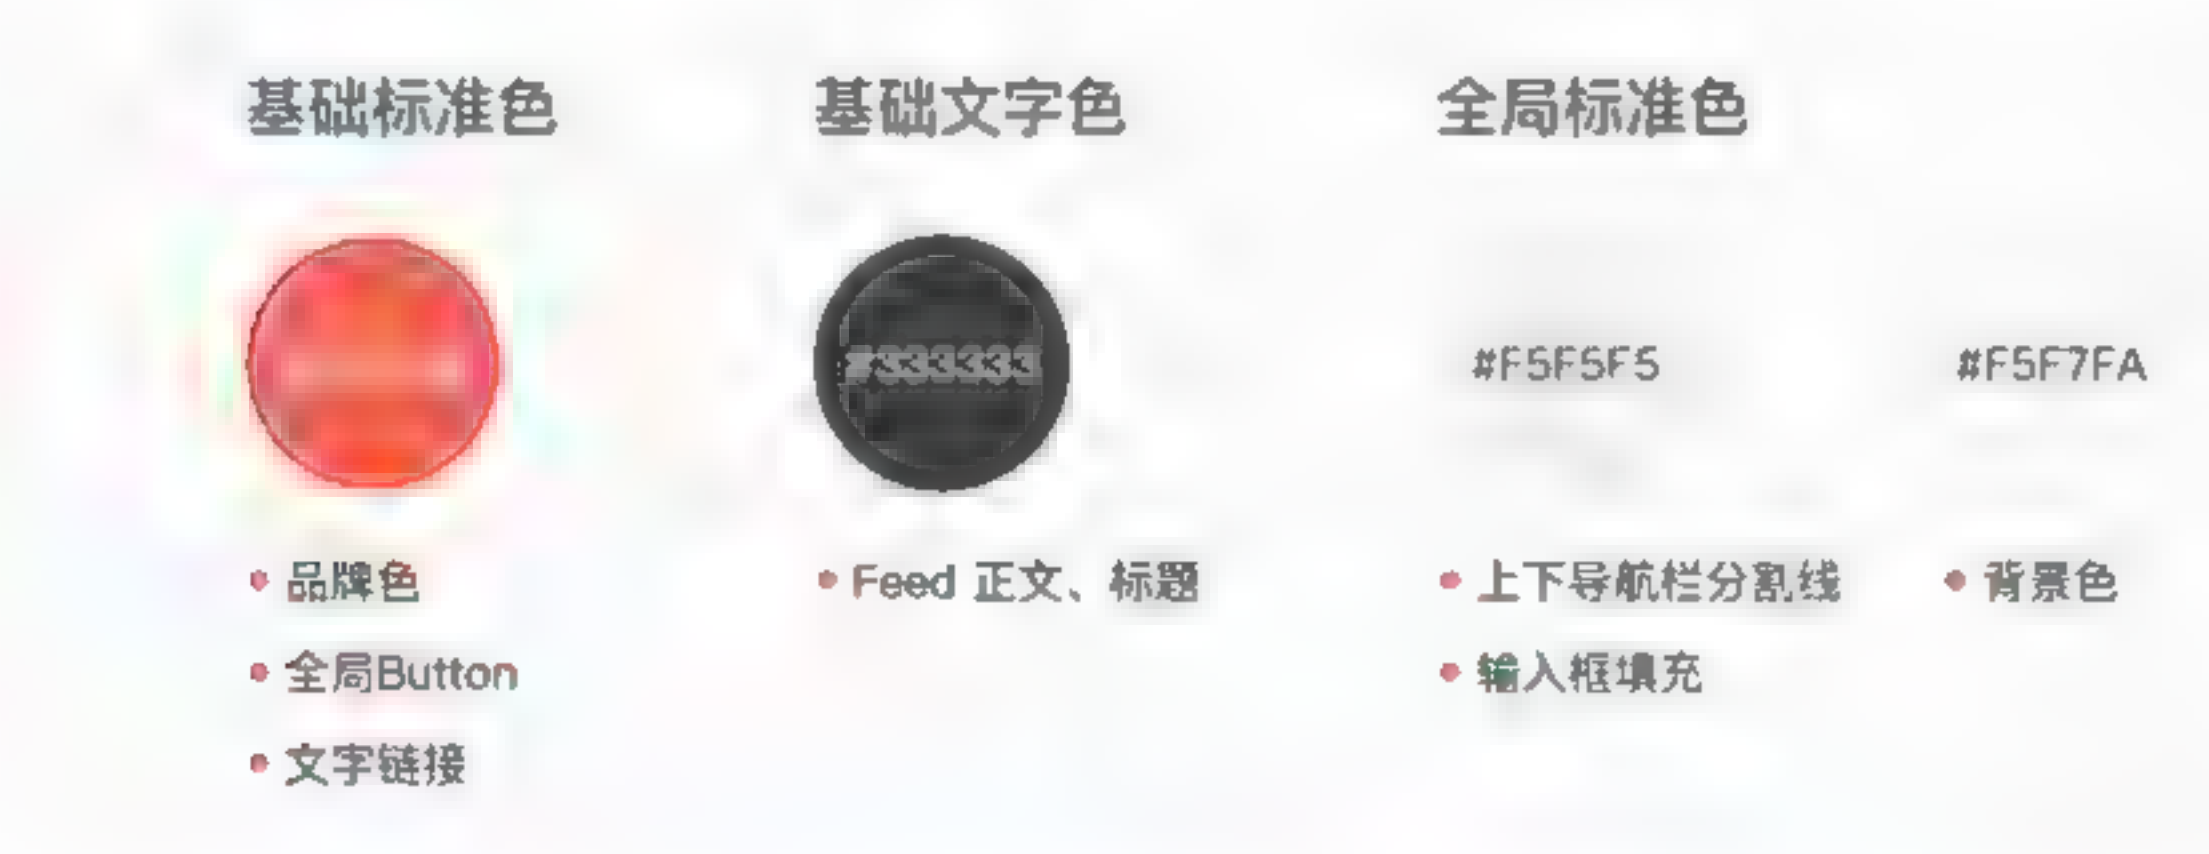 基础标准色
基础文字色
全局标准色
#333333
#F5F5F5
#F5F7FA
品牌色
全局Button
文字链接
Feed 正文、标题
上下导航栏分割线
输入框填充
背景色